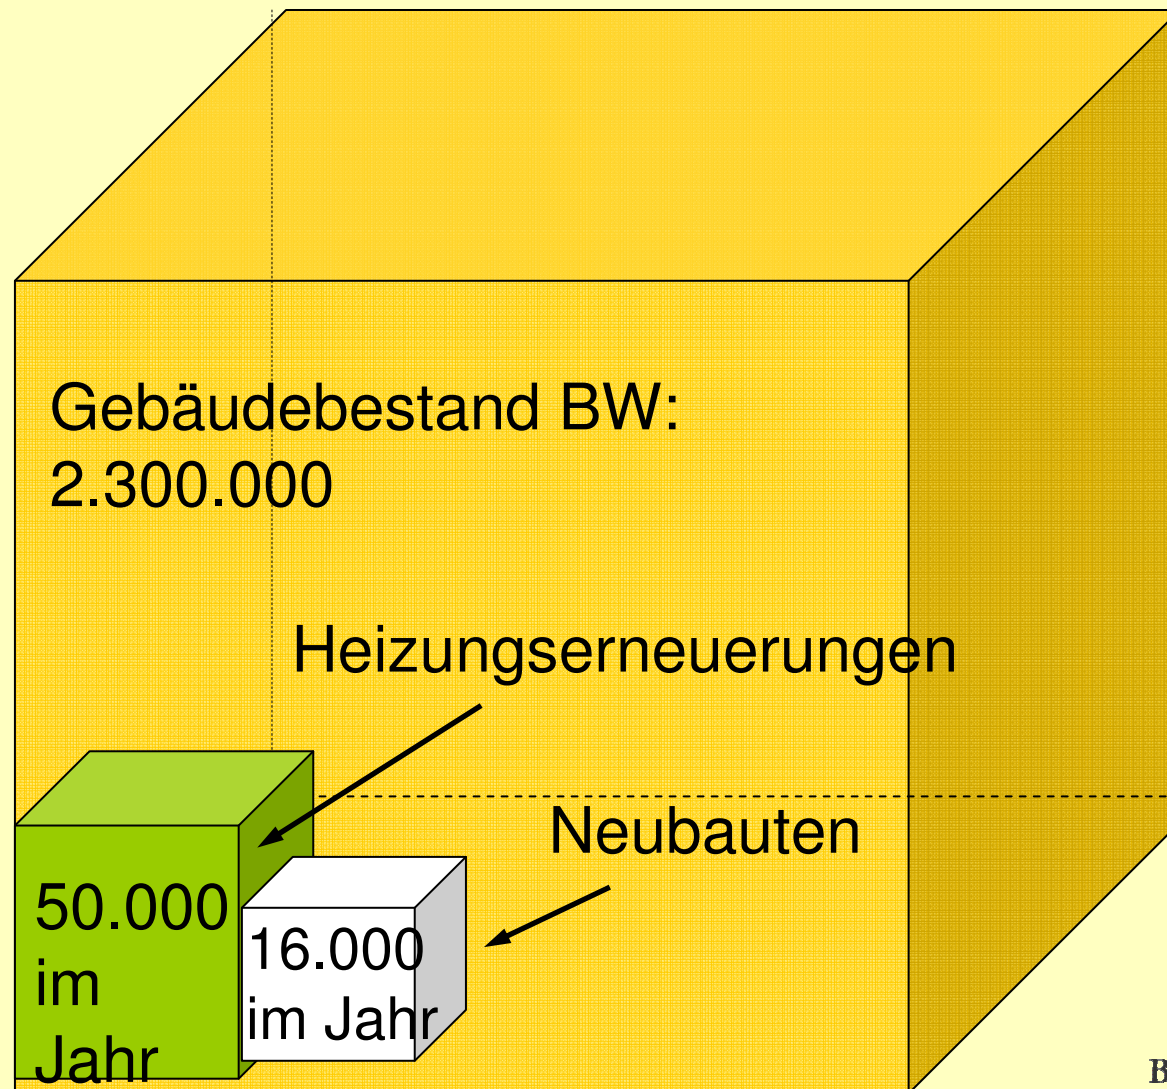 Gebäudebestand BW:
2.300.000
Heizungserneuerungen
Neubauten
50.000
im
Jahr
16.000
im Jahr
B